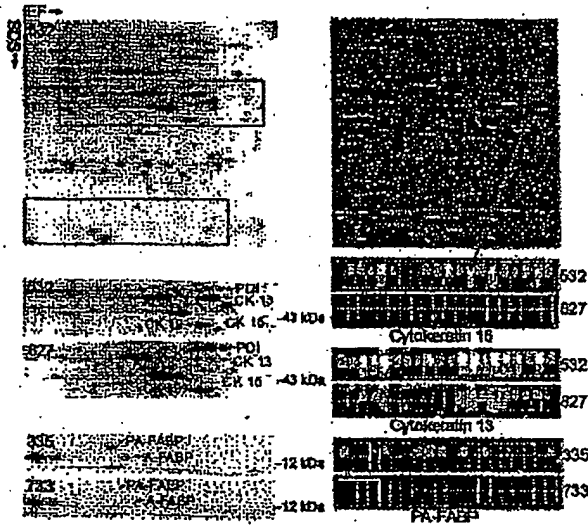 IEF →
532
PDI
CK 13
CK 15
-43 kDa
827
PDI
CK 13
CK 15
-43 kDa
335
PA-FABP
PA-FABP
-12 kDa
733
PA-FABP
PA-FABP
-12 kDa
532
827
Cytokeratin 15
532
827
Cytokeratin 13
335
733
PA-FABP